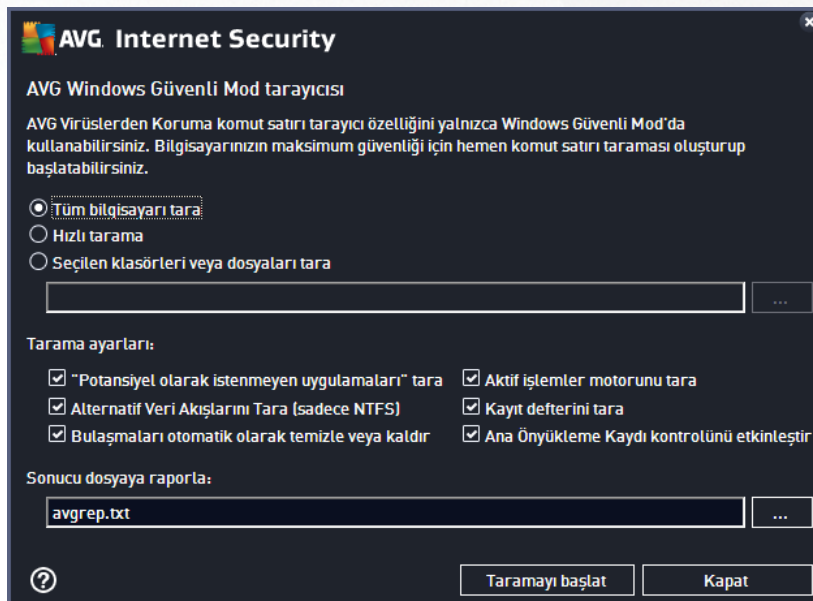 AVG Internet Security
AVG Windows Güvenli Mod tarayıcısı
AVG Virüslerden Koruma komut satırı tarayıcı özelliğini yalnızca Windows Güvenli Mod'da
kullanabilirsiniz. Bilgisayarınızın maksimum güvenliği için hemen komut satırı taraması oluşturup
başlatabilirsiniz.
Tüm bilgisayarı tara
Hızlı tarama
Seçilen klasörleri veya dosyaları tara
...
Tarama ayarları:
"Potansiyel olarak istenmeyen uygulamaları" tara
Aktif işlemler motorunu tara
Alternatif Veri Akışlarını Tara (sadece NTFS)
Kayıt defterini tara
Bulaşmaları otomatik olarak temizle veya kaldır
Ana Önyükleme Kaydı kontrolünü etkinleştir
Sonucu dosyaya raporla:
avgrep.txt
...
?
Taramayı başlat
Kapat